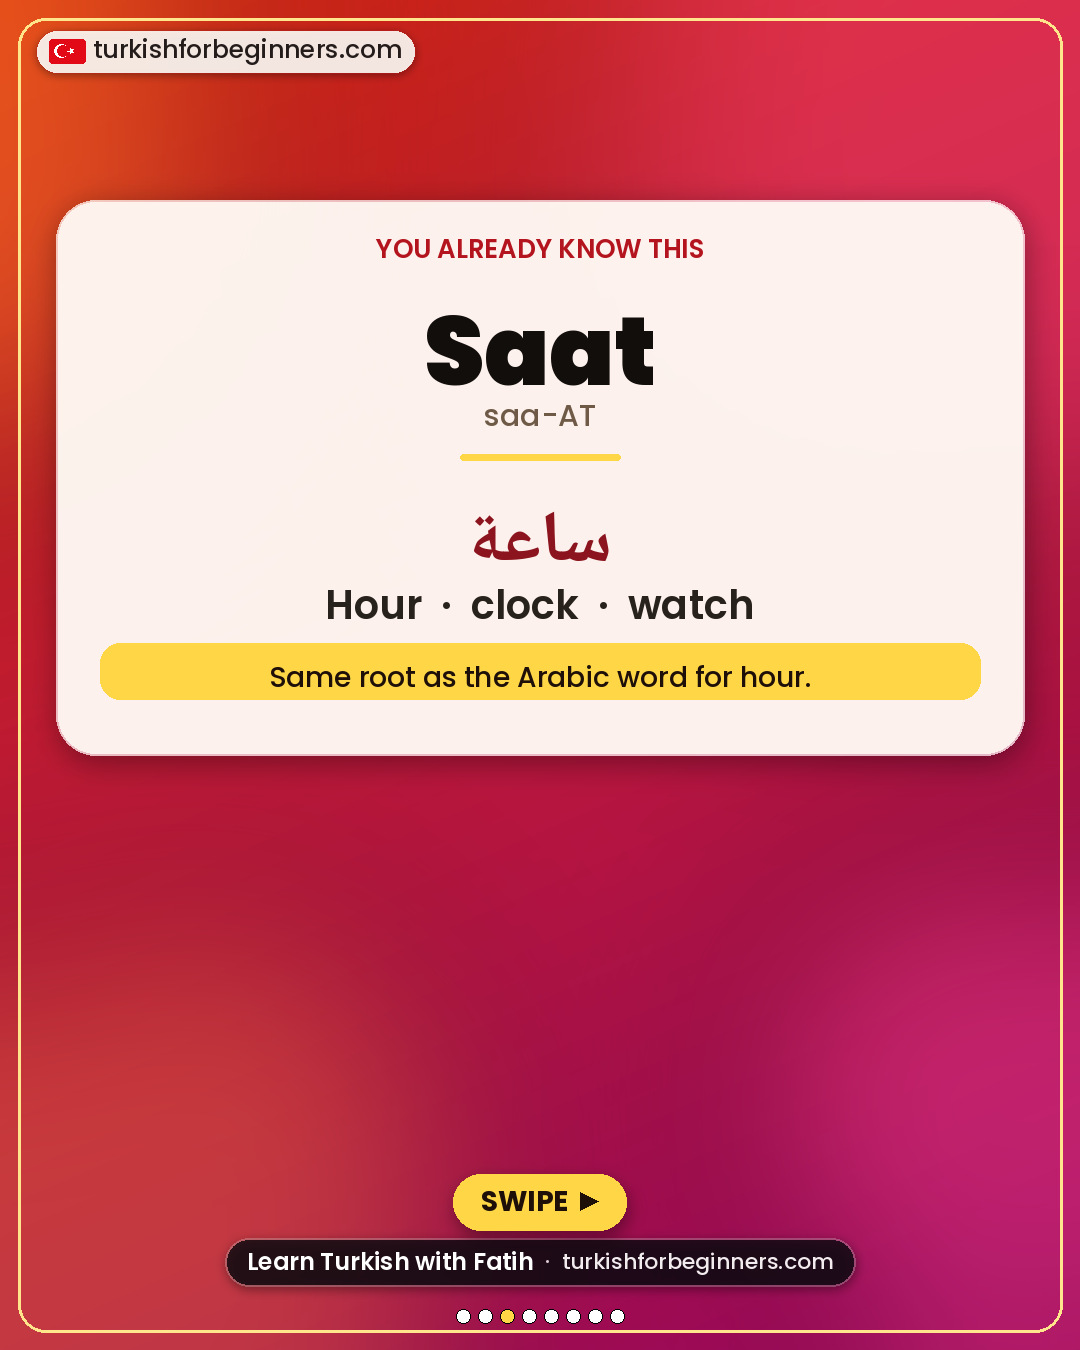 turkishforbeginners.com
YOU ALREADY KNOW THIS
Saat
saa-AT
ساعة
Hour · clock · watch
Same root as the Arabic word for hour.
SWIPE ▶
Learn Turkish with Fatih · turkishforbeginners.com